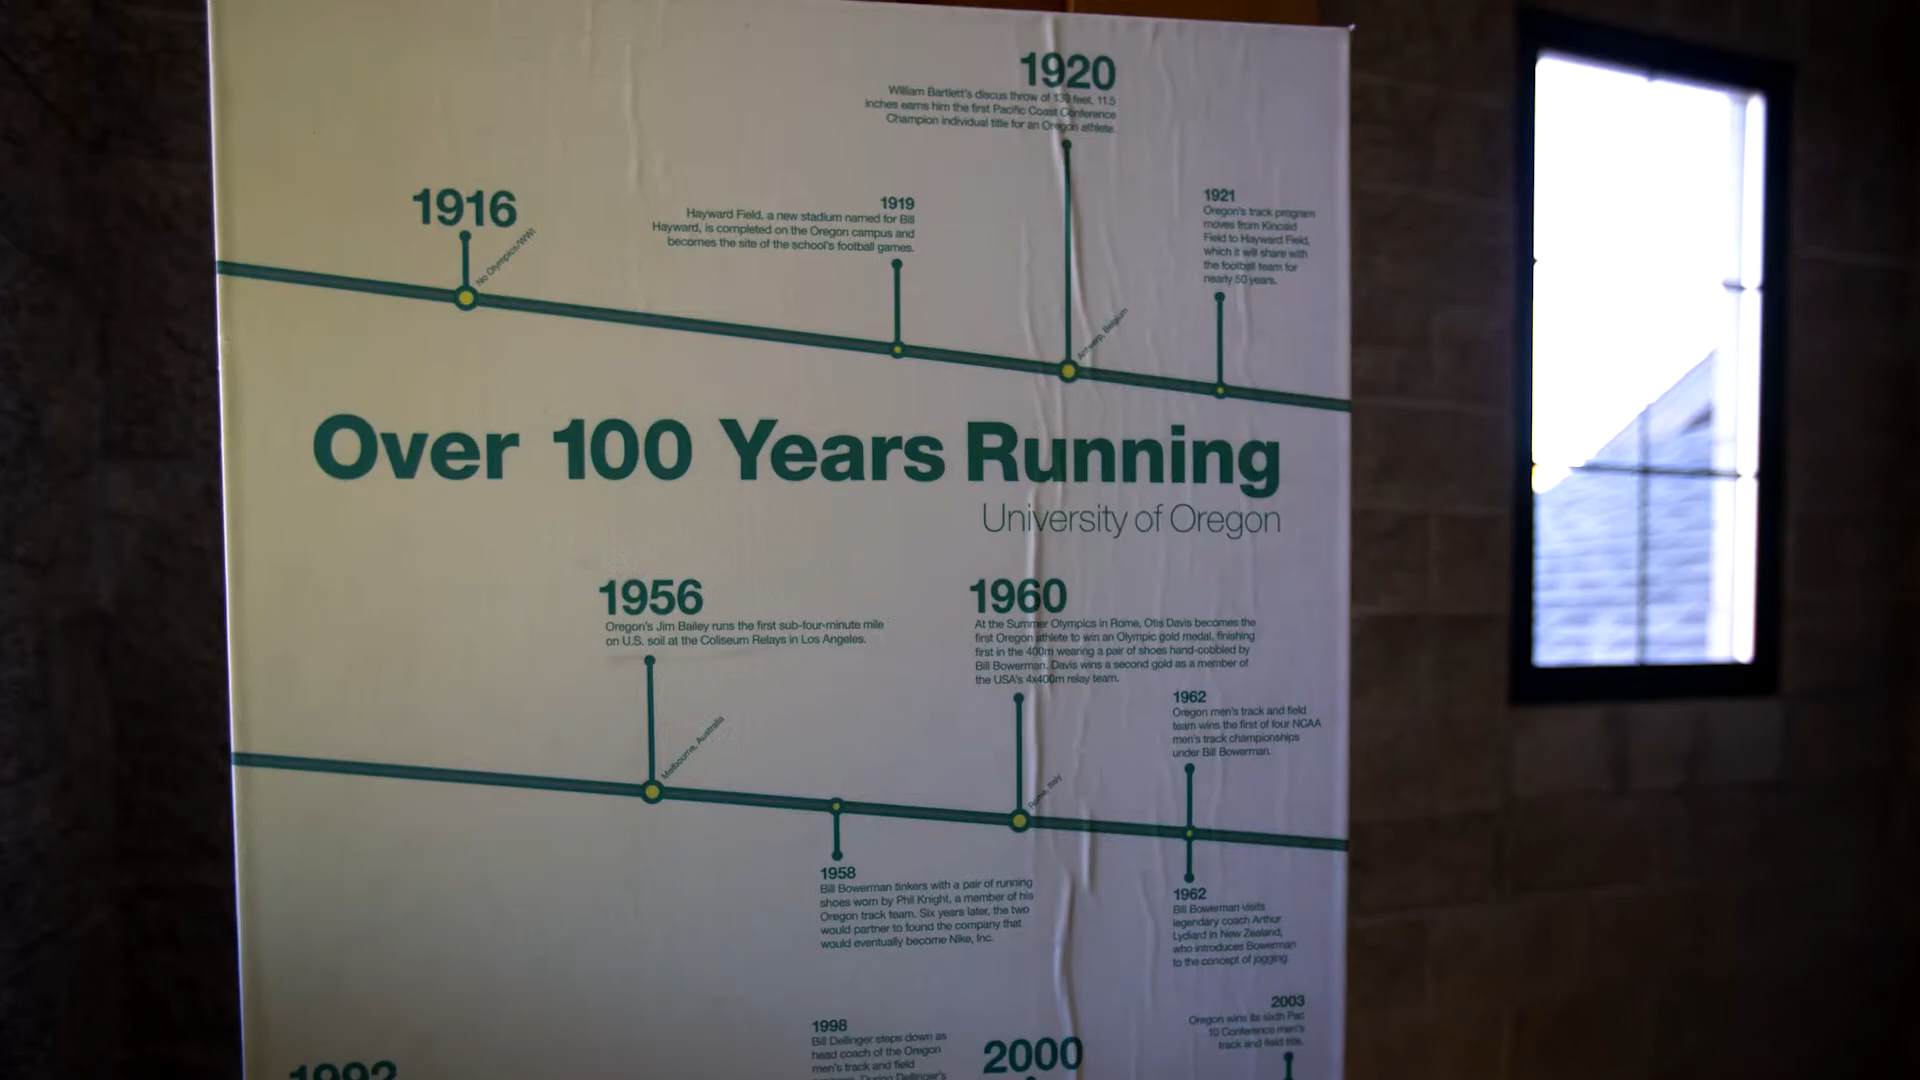 1920
William Bartlett's discus throw of 139 feet, 11.5
inches earns him the first Pacific Coast Conference
Champion individual title for an Oregon athlete.
1916
No Olympics/WWI
1919
Hayward Field, a new stadium named for Bill
Hayward, is completed on the Oregon campus and
becomes the site of the school's football games.
Antwerp, Belgium
1921
Oregon's track program
moves from Kincaid
Field to Hayward Field,
which it will share with
the football team for
nearly 50 years.
Over 100 Years Running
University of Oregon
1956
Oregon's Jim Bailey runs the first sub-four-minute mile
on U.S. soil at the Coliseum Relays in Los Angeles.
Melbourne, Australia
1960
At the Summer Olympics in Rome, Otis Davis becomes the
first Oregon athlete to win an Olympic gold medal, finishing
first in the 400m wearing a pair of shoes hand-cobbled by
Bill Bowerman. Davis wins a second gold as a member of
the USA's 4x400m relay team.
Rome, Italy
1962
Oregon men's track and field
team wins the first of four NCAA
men's track championships
under Bill Bowerman.
1958
Bill Bowerman tinkers with a pair of running
shoes worn by Phil Knight, a member of his
Oregon track team. Six years later, the two
would partner to found the company that
would eventually become Nike, Inc.
1962
Bill Bowerman visits
legendary coach Arthur
Lydiard in New Zealand,
who introduces Bowerman
to the concept of jogging.
1992
1998
Bill Dellinger steps down as
head coach of the Oregon
men's track and field
During Dellinger's
2000
2003
Oregon wins its sixth Pac
10 Conference men's
track and field title.